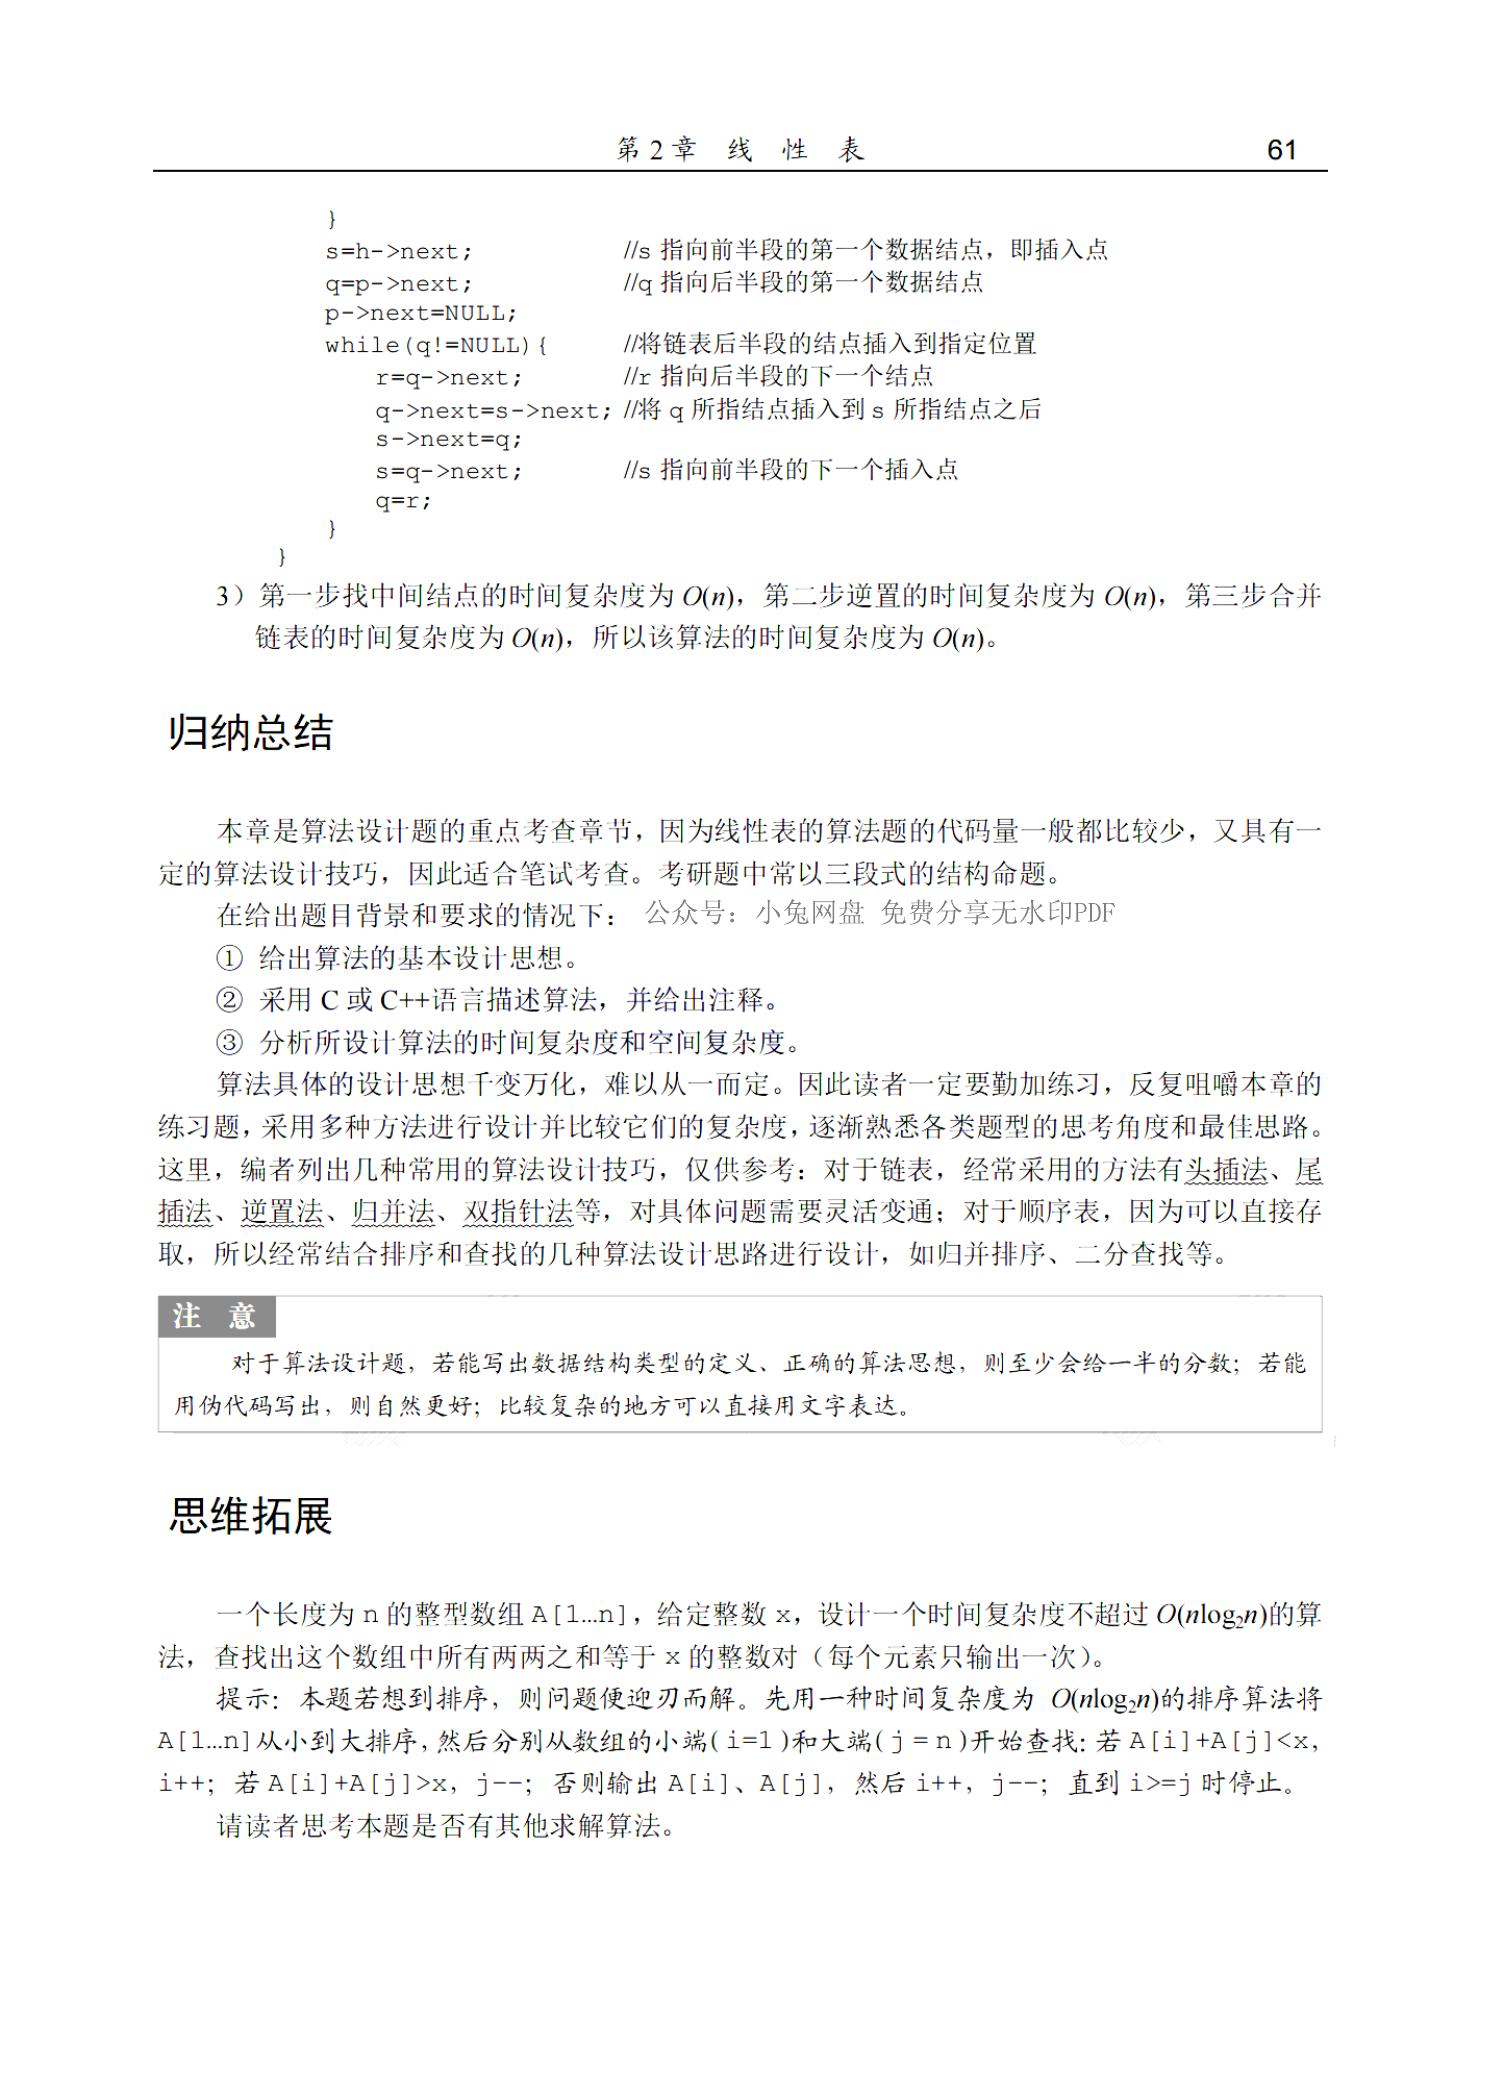 第 2 章 线 性 表 61
}
s=h->next; //s 指向前半段的第一个数据结点，即插入点
q=p->next; //q 指向后半段的第一个数据结点
p->next=NULL;
while(q!=NULL){ //将链表后半段的结点插入到指定位置
r=q->next; //r 指向后半段的下一个结点
q->next=s->next; //将 q 所指结点插入到 s 所指结点之后
s->next=q;
s=q->next; //s 指向前半段的下一个插入点
q=r;
}
}
3）第一步找中间结点的时间复杂度为 O(n)，第二步逆置的时间复杂度为 O(n)，第三步合并
链表的时间复杂度为 O(n)，所以该算法的时间复杂度为 O(n)。
归纳总结
本章是算法设计题的重点考查章节，因为线性表的算法题的代码量一般都比较少，又具有一
定的算法设计技巧，因此适合笔试考查。考研题中常以三段式的结构命题。
在给出题目背景和要求的情况下： 公众号：小兔网盘 免费分享无水印PDF
① 给出算法的基本设计思想。
② 采用 C 或 C++语言描述算法，并给出注释。
③ 分析所设计算法的时间复杂度和空间复杂度。
算法具体的设计思想千变万化，难以从一而定。因此读者一定要勤加练习，反复咀嚼本章的
练习题，采用多种方法进行设计并比较它们的复杂度，逐渐熟悉各类题型的思考角度和最佳思路。
这里，编者列出几种常用的算法设计技巧，仅供参考：对于链表，经常采用的方法有头插法、尾
插法、逆置法、归并法、双指针法等，对具体问题需要灵活变通；对于顺序表，因为可以直接存
取，所以经常结合排序和查找的几种算法设计思路进行设计，如归并排序、二分查找等。
注 意
对于算法设计题，若能写出数据结构类型的定义、正确的算法思想，则至少会给一半的分数；若能
用伪代码写出，则自然更好；比较复杂的地方可以直接用文字表达。
思维拓展
一个长度为 n 的整型数组 A[1…n]，给定整数 x，设计一个时间复杂度不超过 O(nlog₂n)的算
法，查找出这个数组中所有两两之和等于 x 的整数对（每个元素只输出一次）。
提示：本题若想到排序，则问题便迎刃而解。先用一种时间复杂度为 O(nlog₂n)的排序算法将
A[1…n]从小到大排序，然后分别从数组的小端( i=1 )和大端( j = n )开始查找：若 A[i]+A[j]<x，
i++；若 A[i]+A[j]>x，j--；否则输出 A[i]、A[j]，然后 i++，j--；直到 i>=j 时停止。
请读者思考本题是否有其他求解算法。